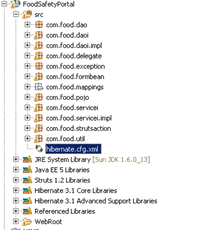 FoodSafetyPortal
src
com.food.dao
com.food.daoi
com.food.daoi.impl
com.food.delegate
com.food.exception
com.food.formbean
com.food.mappings
com.food.pojo
com.food.servicei
com.food.servicei.impl
com.food.strutsaction
com.food.util
hibernate.cfg.xml
JRE System Library [Sun JDK 1.6.0_13]
Java EE 5 Libraries
Struts 1.2 Libraries
Hibernate 3.1 Core Libraries
Hibernate 3.1 Advanced Support Libraries
Referenced Libraries
WebRoot